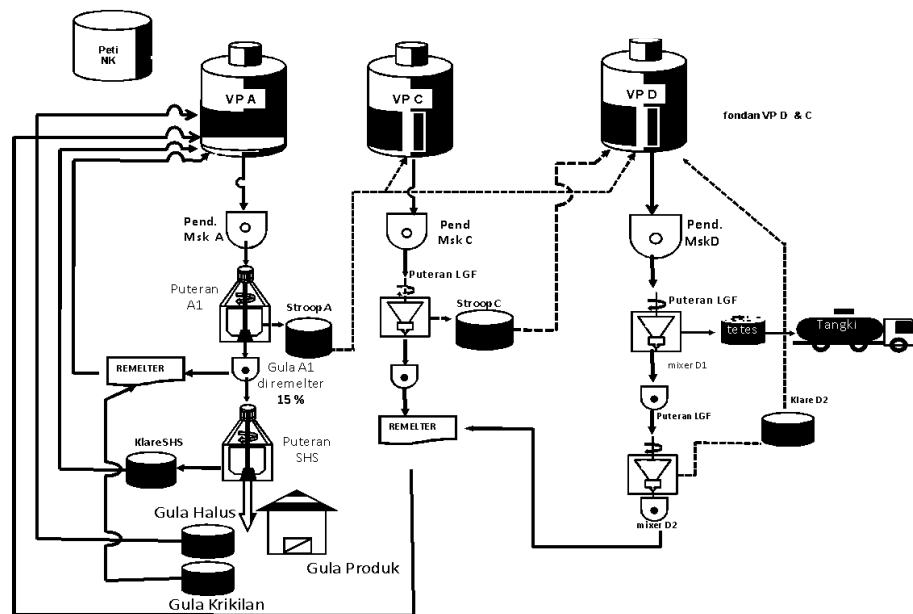 Peti
NK
VP A
VP C
VP D
fondan VP D & C
Pend.
Msk A
Pend.
Msk C
Pend.
MskD
Puteran LGF
Puteran
A1
Stroop A
Stroop C
Puteran LGF
tetes
Tangki
mixer D1
REMELTER
Gula A1
di remelter
15 %
Klare D2
Puteran LGF
REMELTER
Klare SHS
Puteran
SHS
Gula Halus
mixer D2
Gula Produk
Gula Krikilan